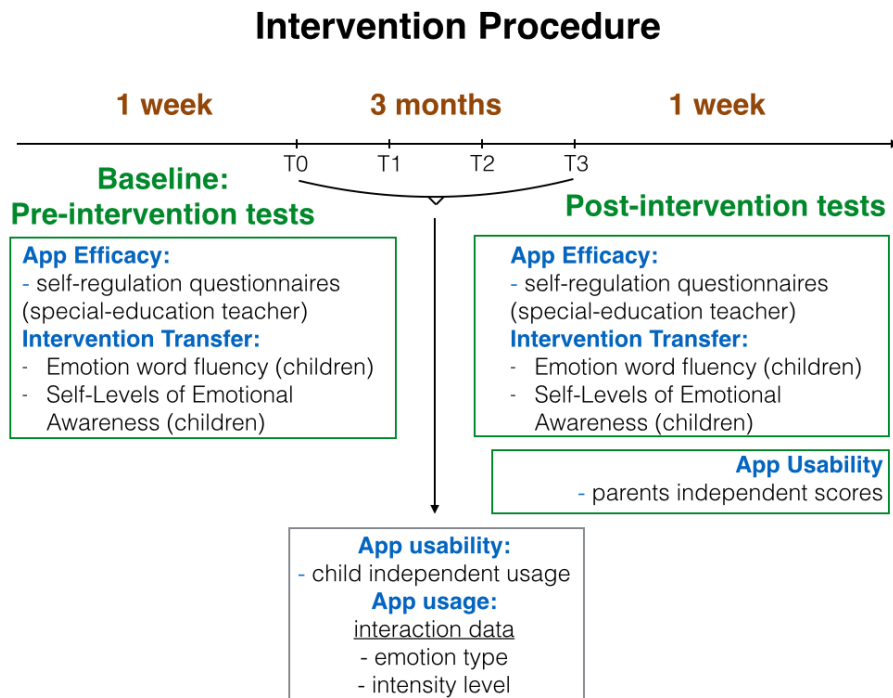 Intervention Procedure
1 week
3 months
1 week
T0
T1
T2
T3
Baseline:
Pre-intervention tests
App Efficacy:
- self-regulation questionnaires
(special-education teacher)
Intervention Transfer:
- Emotion word fluency (children)
- Self-Levels of Emotional
Awareness (children)
Post-intervention tests
App Efficacy:
- self-regulation questionnaires
(special-education teacher)
Intervention Transfer:
- Emotion word fluency (children)
- Self-Levels of Emotional
Awareness (children)
App Usability
- parents independent scores
App usability:
- child independent usage
App usage:
interaction data
- emotion type
- intensity level